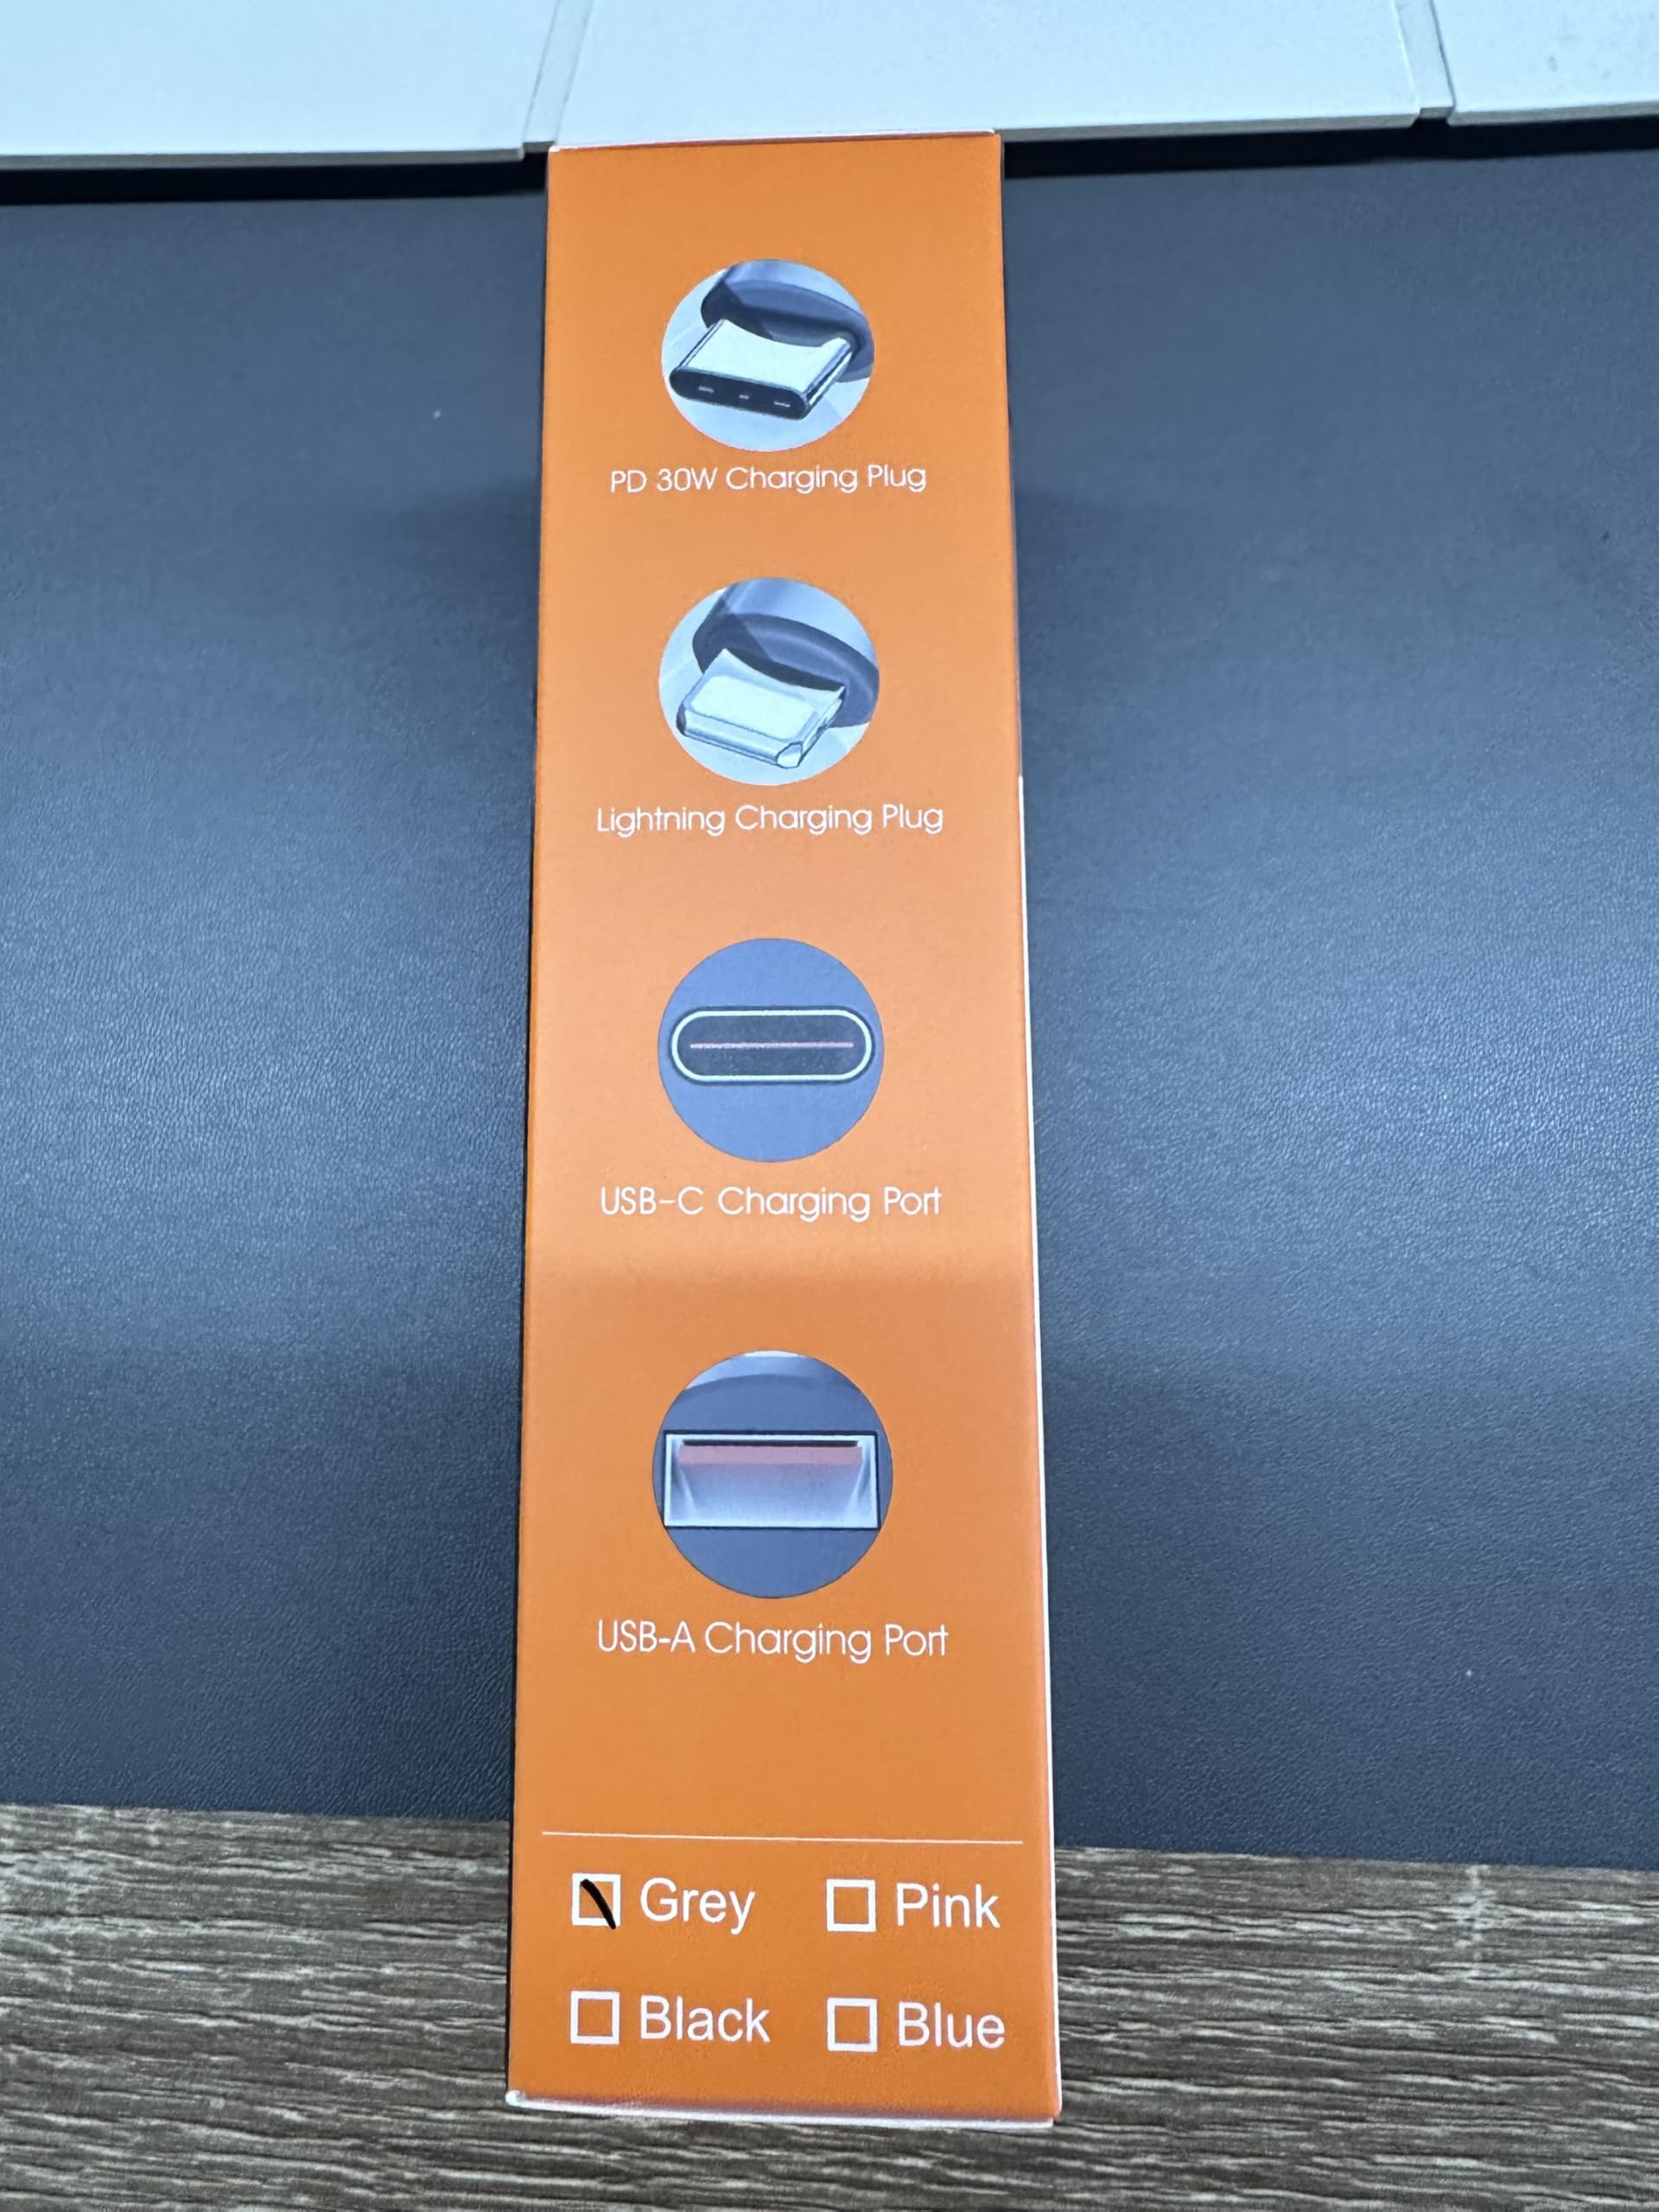 PD 30W Charging Plug
Lightning Charging Plug
USB-C Charging Port
USB-A Charging Port
Grey Pink
Black Blue